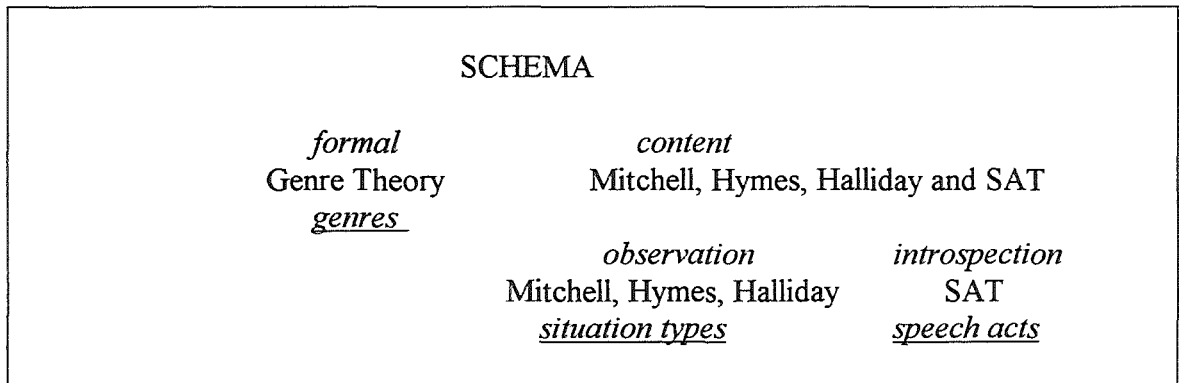 SCHEMA
formal content
Genre Theory Mitchell, Hymes, Halliday and SAT
genres
observation introspection
Mitchell, Hymes, Halliday SAT
situation types speech acts